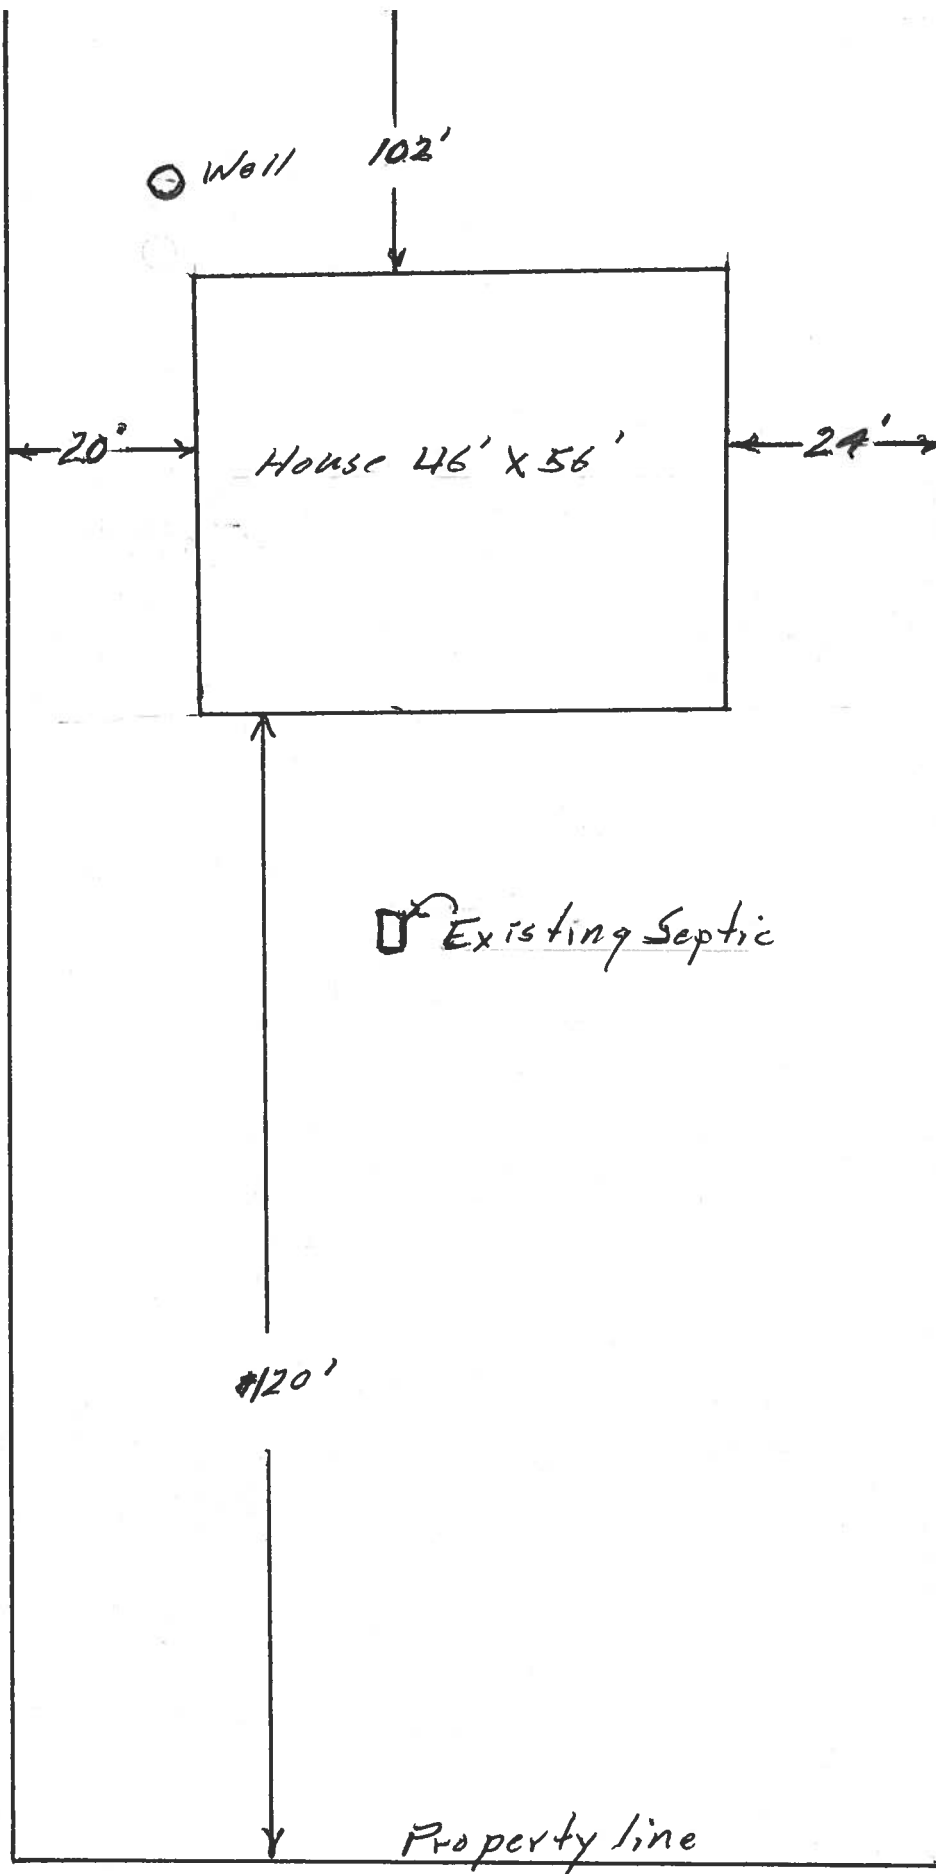 102'
Well
20'
House 46' x 56'
24'
Existing Septic
120'
Property line